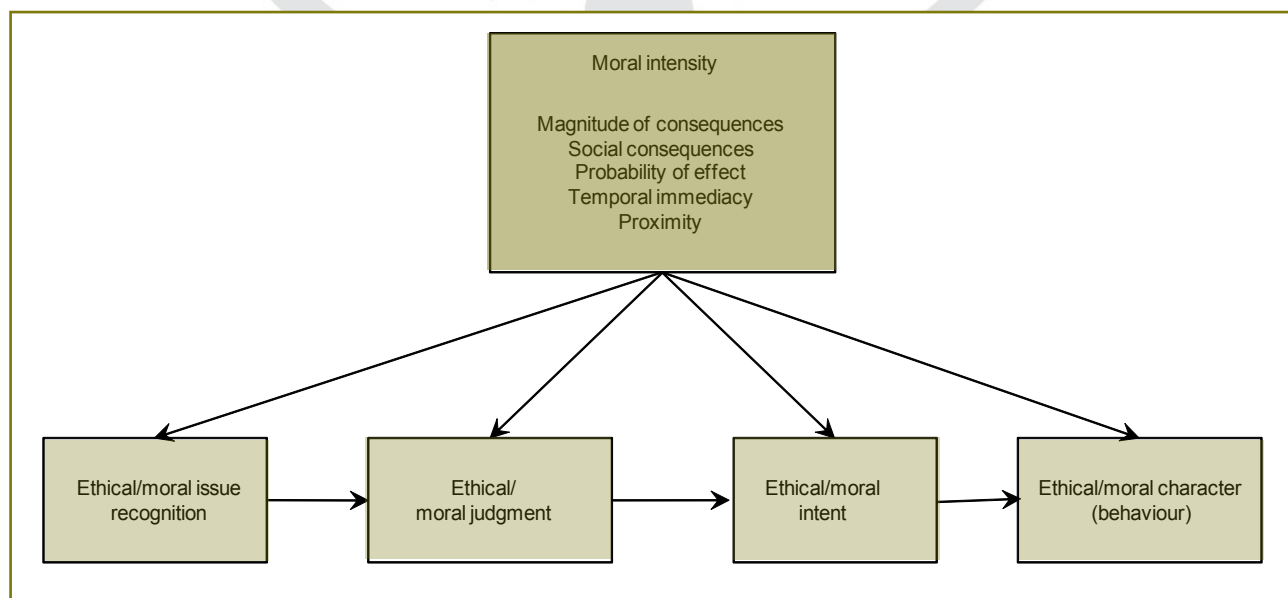 Moral intensity
Magnitude of consequences
Social consequences
Probability of effect
Temporal immediacy
Proximity
Ethical/moral issue
recognition
Ethical/
moral judgment
Ethical/moral
intent
Ethical/moral character
(behaviour)